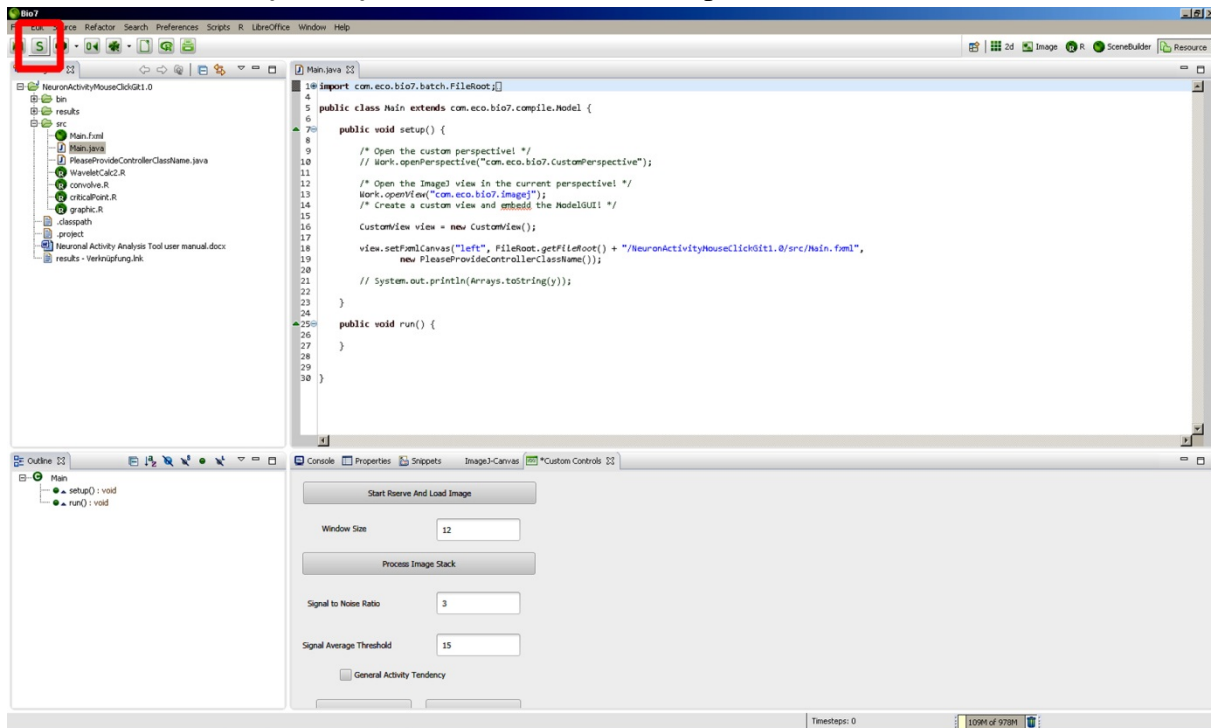 Bio7
Edit Source Refactor Search Preferences Scripts R LibreOffice Window Help
S
2d Image R SceneBuilder Resource
Main.java
NeuronActivityMouseClickGit1.0
bin
results
src
Main.fxml
Main.java
PleaseProvideControllerClassName.java
WaveletCalc2.R
convolve.R
criticalPoint.R
graphic.R
.classpath
.project
Neuronal Activity Analysis Tool user manual.docx
results - Verknüpfung.lnk
1 import com.eco.bio7.batch.FileRoot;
4
5 public class Main extends com.eco.bio7.compile.Model {
6
7 public void setup() {
8
9 /* Open the custom perspective! */
10 // Work.openPerspective("com.eco.bio7.CustomPerspective");
11
12 /* Open the ImageJ view in the current perspective! */
13 Work.openView("com.eco.bio7.imagej");
14 /* Create a custom view and embedd the ModelGUI! */
15
16 CustomView view = new CustomView();
17
18 view.setFxmlCanvas("left", FileRoot.getFileRoot() + "/NeuronActivityMouseClickGit1.0/src/Main.fxml",
19 new PleaseProvideControllerClassName());
20
21 // System.out.println(Arrays.toString(y));
22
23 }
24
25 public void run() {
26
27 }
28
29
30 }
Outline
Main
setup() : void
run() : void
Console Properties Snippets ImageJ-Canvas *Custom Controls
Start Rserve And Load Image
Window Size 12
Process Image Stack
Signal to Noise Ratio 3
Signal Average Threshold 15
General Activity Tendency
Timesteps: 0 109M of 978M